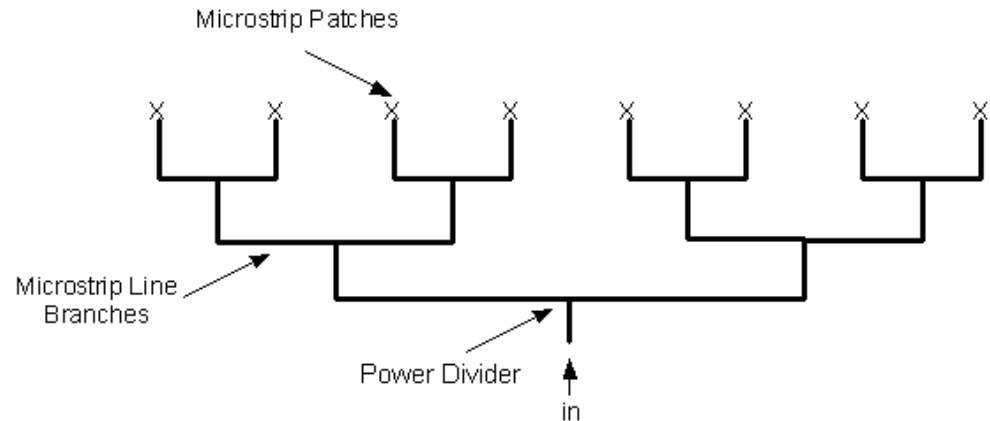 Microstrip Patches
X X X X X X X X
Microstrip Line
Branches
Power Divider
in